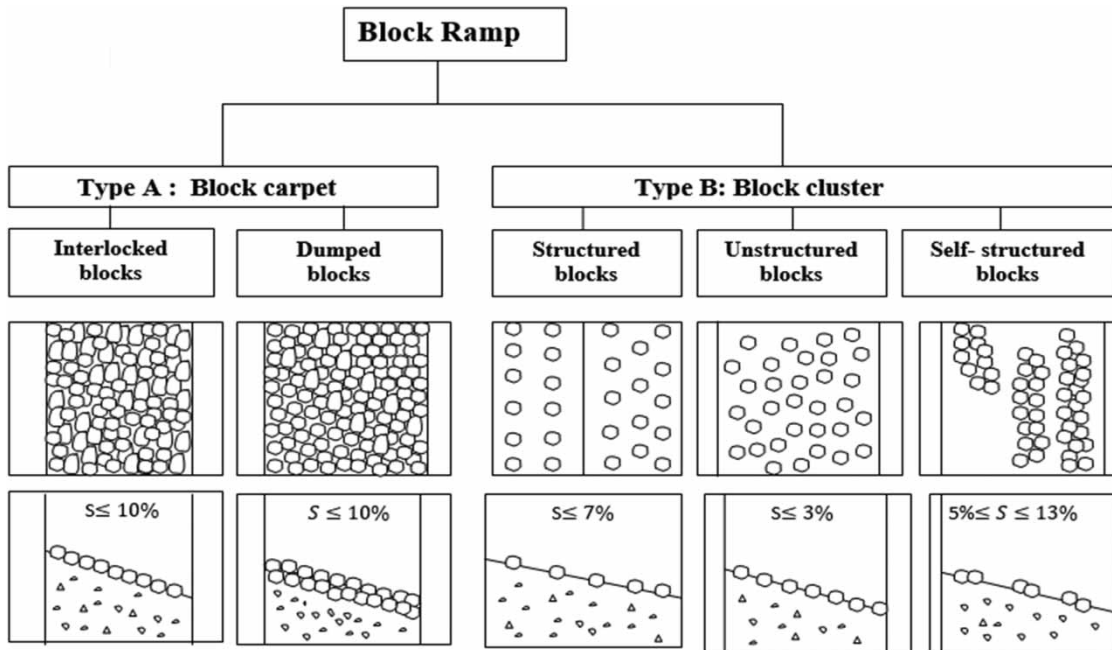 Block Ramp
Type A : Block carpet
Type B: Block cluster
Interlocked
blocks
Dumped
blocks
Structured
blocks
Unstructured
blocks
Self- structured
blocks
S≤ 10%
S ≤ 10%
S≤ 7%
S≤ 3%
5%≤ S ≤ 13%